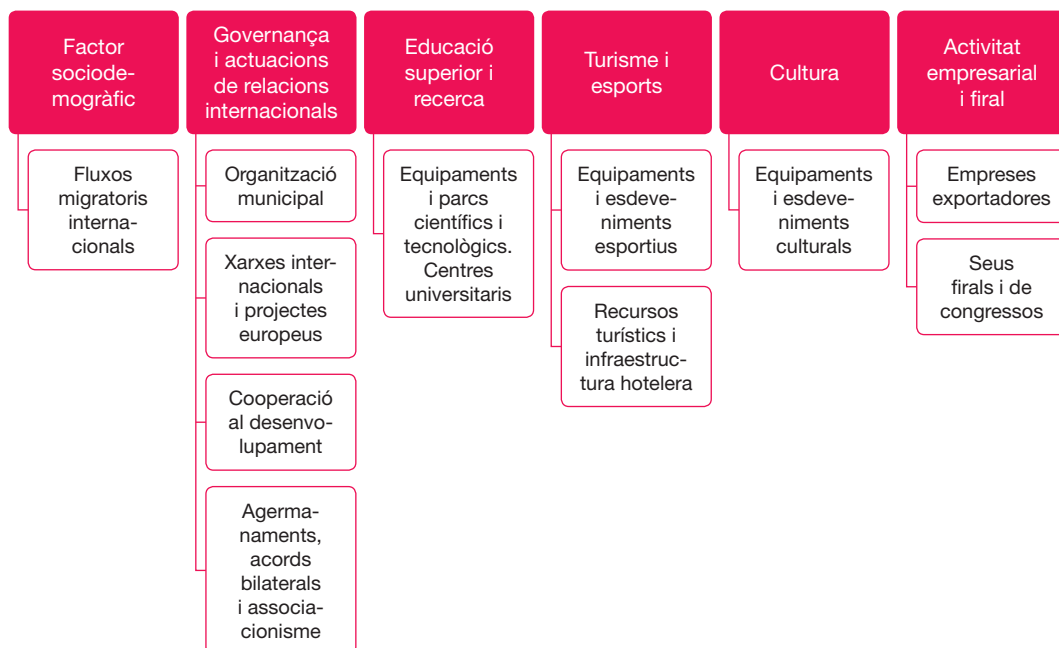 Factor
sociode-
mogràfic
Fluxos
migratoris
interna-
cionals
Governança
i actuacions
de relacions
internacionals
Organització
municipal
Xarxes inter-
nacionals
i projectes
europeus
Cooperació
al desenvo-
lupament
Agerma-
naments,
acords
bilaterals
i associa-
cionisme
Educació
superior i
recerca
Equipaments
i parcs
científics i
tecnològics.
Centres
universitaris
Turisme i
esports
Equipaments
i esdeve-
niments
esportius
Recursos
turístics i
infraestruc-
tura hotelera
Cultura
Equipaments
i esdeve-
niments
culturals
Activitat
empresarial
i firal
Empreses
exportadores
Seus
firals i de
congressos